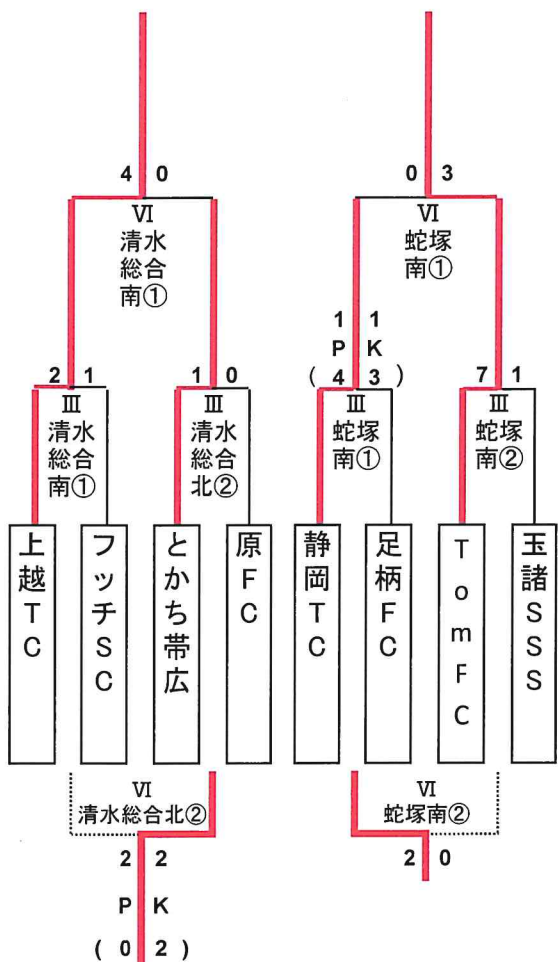 4 0
0 3
Ⅵ
清水
総合
南①
Ⅵ
蛇塚
南①
1 1
P K
( 4 3 )
2 1
1 0
7 1
Ⅲ
清水
総合
南①
Ⅲ
清水
総合
北②
Ⅲ
蛇塚
南①
Ⅲ
蛇塚
南②
上越TC
フッチSC
とかち帯広
原FC
静岡TC
足柄FC
TomFC
玉諸SSS
Ⅵ
清水総合北②
Ⅵ
蛇塚南②
2 2
P K
( 0 2 )
2 0